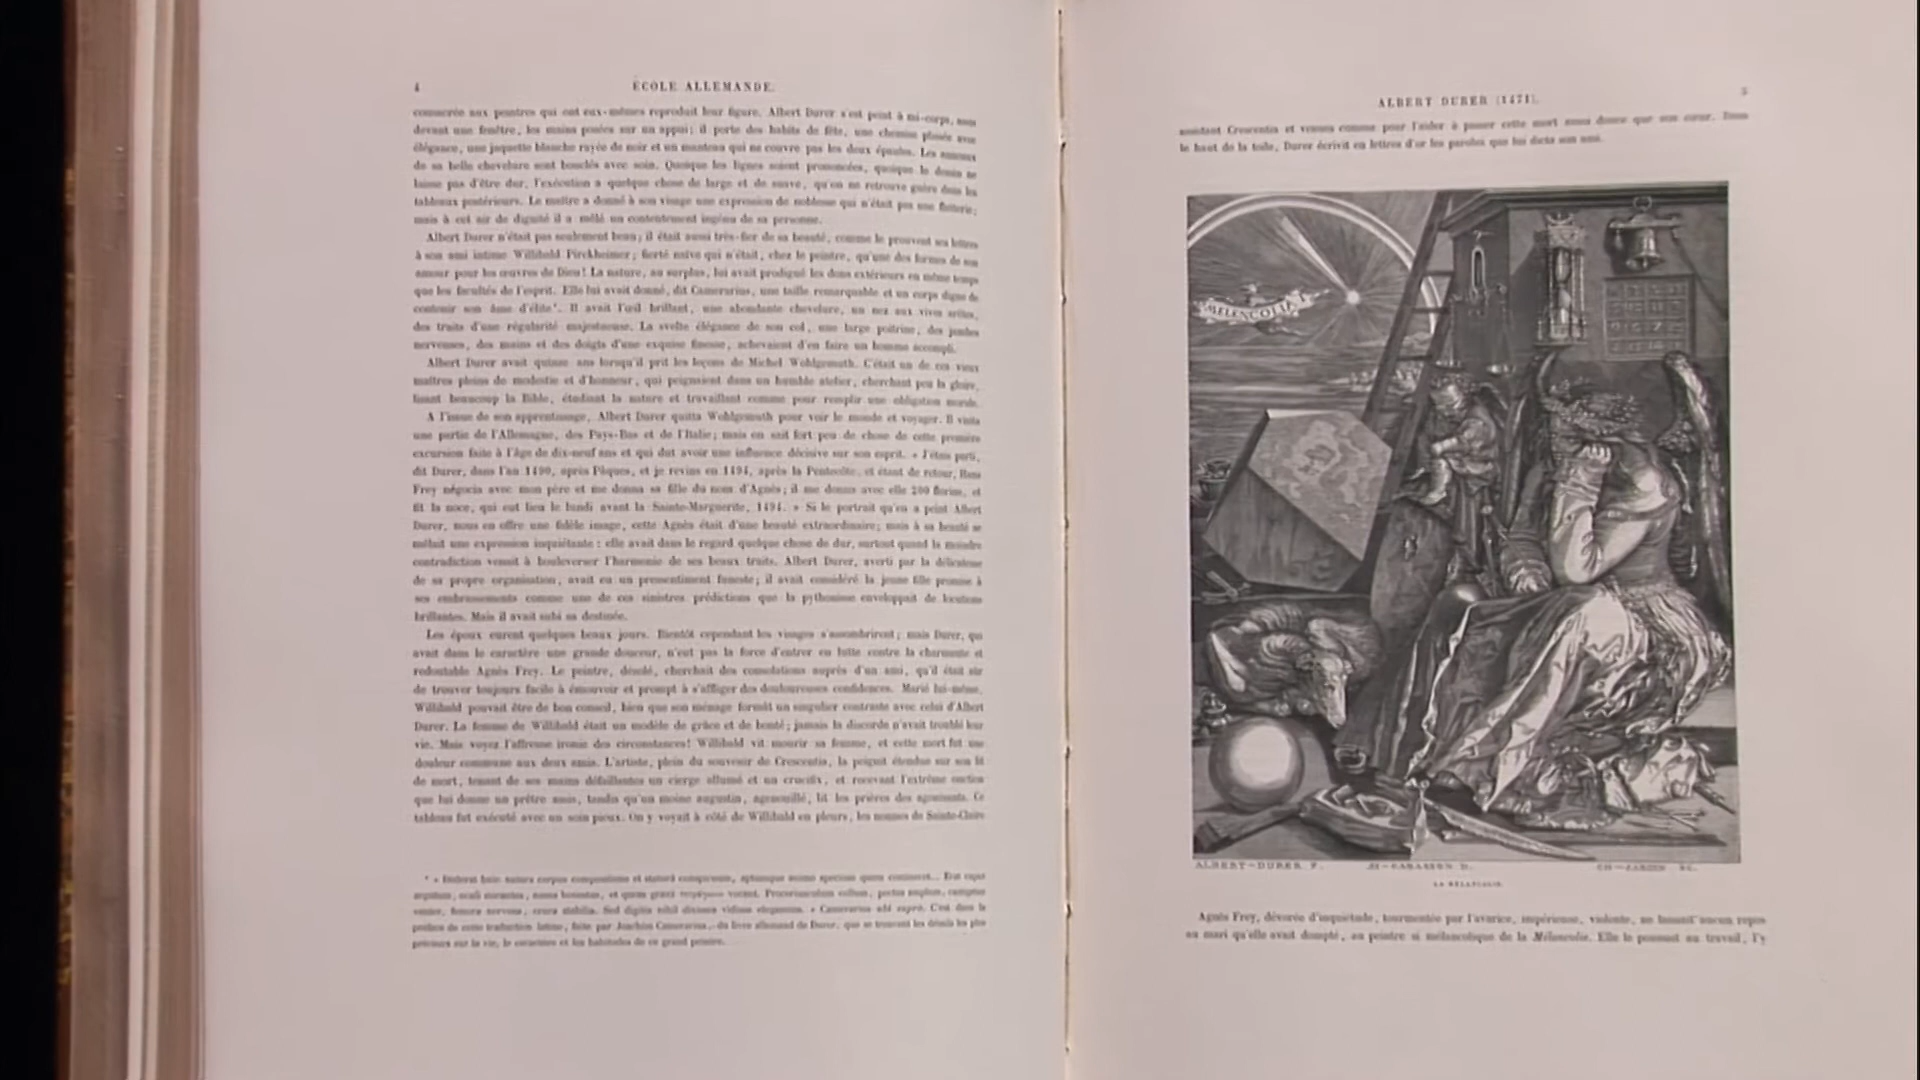 4
ÉCOLE ALLEMANDE.
consacrée aux peintres qui ont eux-mêmes reproduit leur figure. Albert Durer s'est peint à mi-corps, assis
devant une fenêtre, les mains posées sur un appui; il porte des habits de fête, une chemise plissée avec
élégance, une jaquette blanche rayée de noir et un manteau qui ne couvre pas les deux épaules. Les anneaux
de sa belle chevelure sont bouclés avec soin. Quoique les lignes soient prononcées, quoique le dessin ne
laisse pas d'être dur, l'exécution a quelque chose de large et de suave, qu'on ne retrouve guère dans les
tableaux postérieurs. Le maître a donné à son visage une expression de noblesse qui n'était pas une flatterie;
mais à cet air de dignité il a mêlé un contentement ingénu de sa personne.
Albert Durer n'était pas seulement beau; il était aussi très-fier de sa beauté, comme le prouvent ses lettres
à son ami intime Willibald Pirckheimer; fierté naïve qui n'était, chez le peintre, qu'une des formes de son
amour pour les œuvres de Dieu! La nature, au surplus, lui avait prodigué les dons extérieurs en même temps
que les facultés de l'esprit. Elle lui avait donné, dit Camerarius, une taille remarquable et un corps digne de
contenir son âme d'élite*. Il avait l'œil brillant, une abondante chevelure, un nez aux vives arêtes,
des traits d'une régularité majestueuse. La svelte élégance de son col, une large poitrine, des jambes
nerveuses, des mains et des doigts d'une exquise finesse, achevaient d'en faire un homme accompli.
Albert Durer avait quinze ans lorsqu'il prit les leçons de Michel Wohlgemuth. C'était un de ces vieux
maîtres pleins de modestie et d'honneur, qui peignaient dans un humble atelier, cherchant peu la gloire,
lisant beaucoup la Bible, étudiant la nature et travaillant comme pour remplir une obligation morale.
A l'issue de son apprentissage, Albert Durer quitta Wohlgemuth pour voir le monde et voyager. Il visita
une partie de l'Allemagne, des Pays-Bas et de l'Italie; mais on sait fort peu de chose de cette première
excursion faite à l'âge de dix-neuf ans et qui dut avoir une influence décisive sur son esprit. « J'étais parti,
dit Durer, dans l'an 1490, après Pâques, et je revins en 1494, après la Pentecôte, et étant de retour, Hans
Frey négocia avec mon père et me donna sa fille du nom d'Agnès; il me donna avec elle 200 florins, et
fit la noce, qui eut lieu le lundi avant la Sainte-Marguerite, 1494. » Si le portrait qu'en a peint Albert
Durer, nous en offre une fidèle image, cette Agnès était d'une beauté extraordinaire; mais à sa beauté se
mêlait une expression inquiétante : elle avait dans le regard quelque chose de dur, surtout quand la moindre
contradiction venait à bouleverser l'harmonie de ses beaux traits. Albert Durer, averti par la délicatesse
de sa propre organisation, avait eu un pressentiment funeste; il avait considéré la jeune fille promise à
ses embrassements comme une de ces sinistres prédictions que la pythonisse enveloppait de locutions
brillantes. Mais il avait subi sa destinée.
Les époux eurent quelques beaux jours. Bientôt cependant les visages s'assombrirent; mais Durer, qui
avait dans le caractère une grande douceur, n'eut pas la force d'entrer en lutte contre la charmante et
redoutable Agnès Frey. Le peintre, désolé, cherchait des consolations auprès d'un ami, qu'il était sûr
de trouver toujours facile à émouvoir et prompt à s'affliger des douloureuses confidences. Marié lui-même,
Willibald pouvait être de bon conseil, bien que son ménage formât un singulier contraste avec celui d'Albert
Durer. La femme de Willibald était un modèle de grâce et de bonté; jamais la discorde n'avait troublé leur
vie. Mais voyez l'affreuse ironie des circonstances! Willibald vit mourir sa femme, et cette mort fut une
douleur commune aux deux amis. L'artiste, plein du souvenir de Crescentia, la peignit étendue sur son lit
de mort, tenant de ses mains défaillantes un cierge allumé et un crucifix, et recevant l'extrême onction
que lui donne un prêtre assis, tandis qu'un moine augustin, agenouillé, lit les prières des agonisants. Ce
tableau fut exécuté avec un soin pieux. On y voyait à côté de Willibald en pleurs, les nonnes de Sainte-Claire
préface de cette traduction latine, faite par Joachim Camerarius, du livre allemand de Durer, que se trouvent les détails les plus
précieux sur la vie, le caractère et les habitudes de ce grand peintre.
ALBERT DURER (1471).
5
assistant Crescentia et venues comme pour l'aider à passer cette mort aussi douce que son cœur. Dans
le haut de la toile, Durer écrivit en lettres d'or les paroles que lui dicta son ami.
MELENCOLIA I
ALBERT-DURER F.
LA MÉLANCOLIE.
Agnès Frey, dévorée d'inquiétude, tourmentée par l'avarice, impérieuse, violente, ne laissait aucun repos
au mari qu'elle avait dompté, au peintre si mélancolique de la Mélancolie. Elle le poussait au travail, l'y